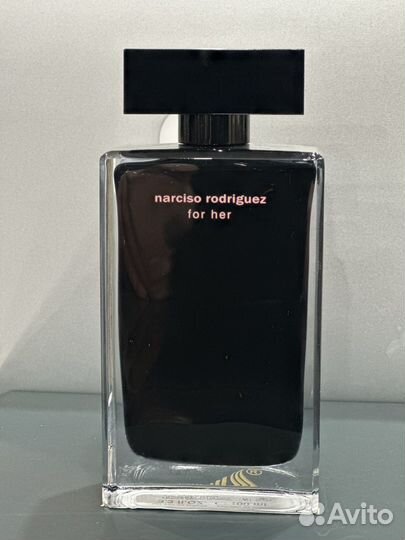 narciso rodriguez
for her
Avito